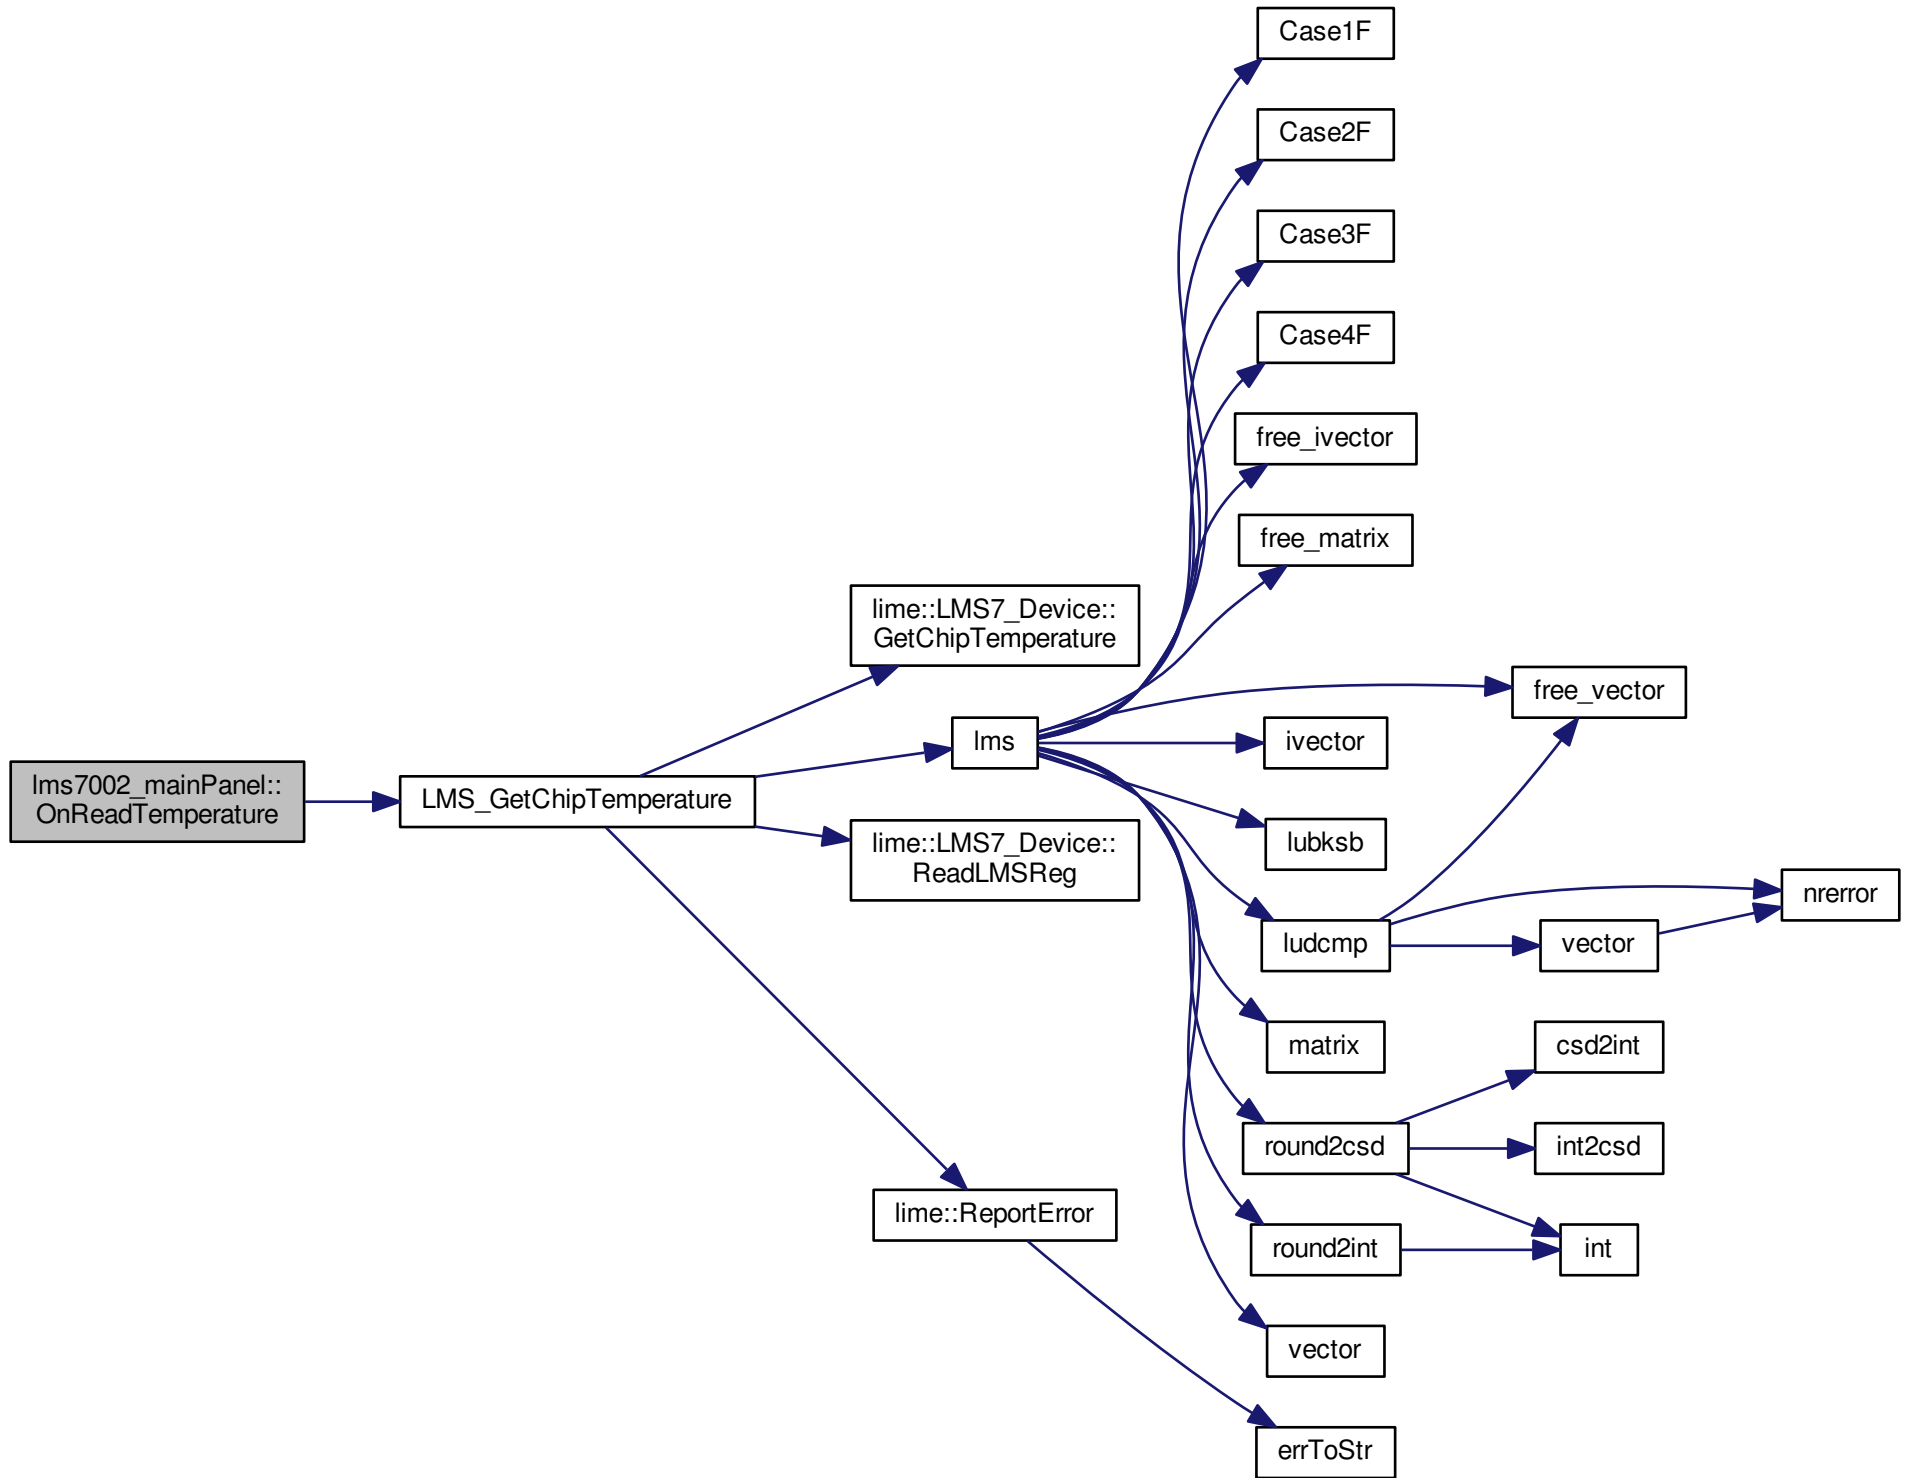 lms7002_mainPanel::
OnReadTemperature
LMS_GetChipTemperature
lime::LMS7_Device::
GetChipTemperature
lms
lime::LMS7_Device::
ReadLMSReg
lime::ReportError
Case1F
Case2F
Case3F
Case4F
free_ivector
free_matrix
free_vector
ivector
lubksb
ludcmp
nrerror
vector
matrix
csd2int
round2csd
int2csd
round2int
int
vector
errToStr